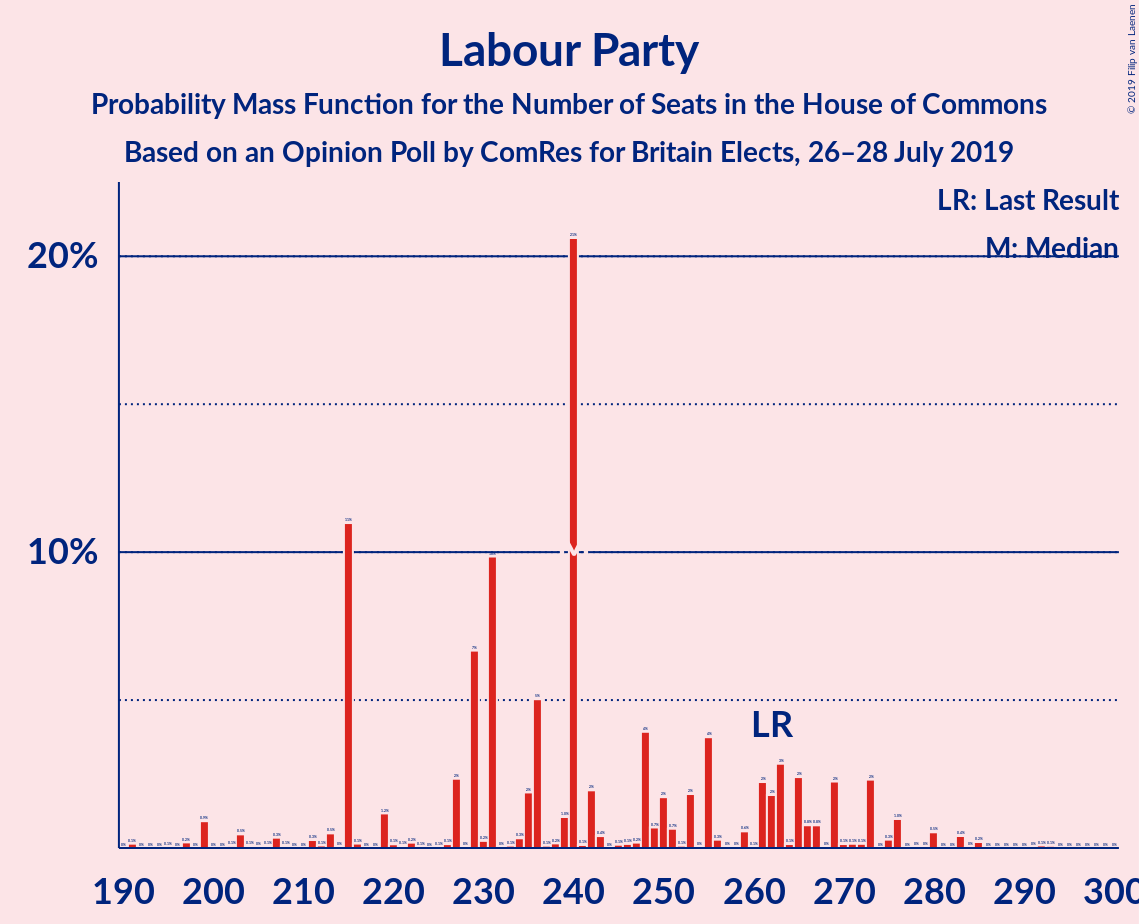 Labour Party
Probability Mass Function for the Number of Seats in the House of Commons
Based on an Opinion Poll by ComRes for Britain Elects, 26–28 July 2019
© 2019 Filip van Laenen
LR: Last Result
M: Median
20%
10%
LR
M
190 200 210 220 230 240 250 260 270 280 290 300